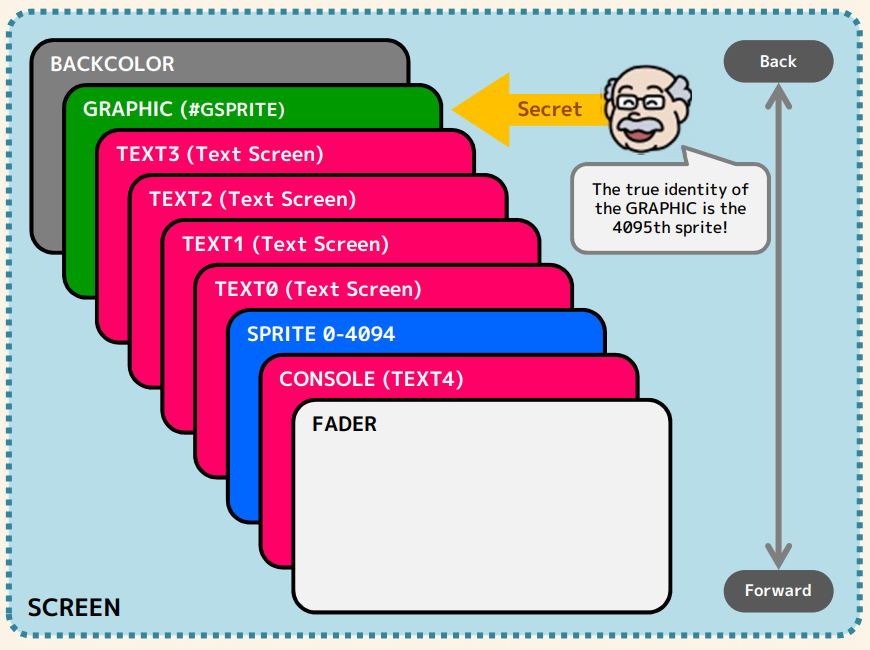 BACKCOLOR
GRAPHIC (#GSPRITE)
TEXT3 (Text Screen)
TEXT2 (Text Screen)
TEXT1 (Text Screen)
TEXT0 (Text Screen)
SPRITE 0-4094
CONSOLE (TEXT4)
FADER
SCREEN
Secret
The true identity of
the GRAPHIC is the
4095th sprite!
Back
Forward